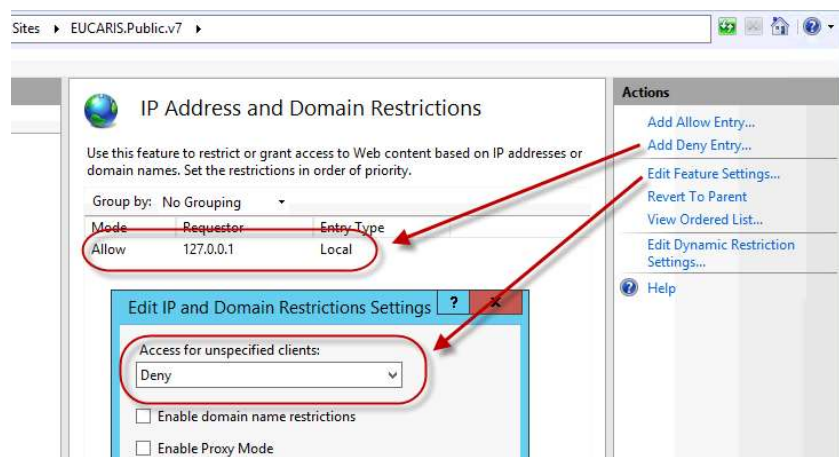 Sites ▸ EUCARIS.Public.v7 ▸
IP Address and Domain Restrictions
Use this feature to restrict or grant access to Web content based on IP addresses or
domain names. Set the restrictions in order of priority.
Group by: No Grouping
Mode Requestor Entry Type
Allow 127.0.0.1 Local
Edit IP and Domain Restrictions Settings ? x
Access for unspecified clients:
Deny
Enable domain name restrictions
Enable Proxy Mode
Actions
Add Allow Entry...
Add Deny Entry...
Edit Feature Settings...
Revert To Parent
View Ordered List...
Edit Dynamic Restriction
Settings...
Help